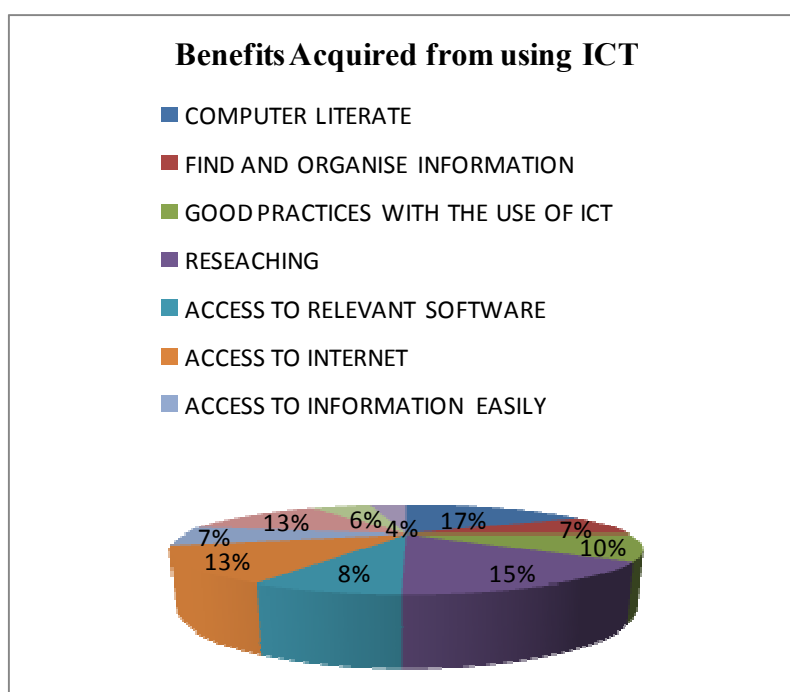 Benefits Acquired from using ICT
COMPUTER LITERATE
FIND AND ORGANISE INFORMATION
GOOD PRACTICES WITH THE USE OF ICT
RESEACHING
ACCESS TO RELEVANT SOFTWARE
ACCESS TO INTERNET
ACCESS TO INFORMATION EASILY
13% 6% 4% 17% 7%
7% 10%
13% 8% 15%